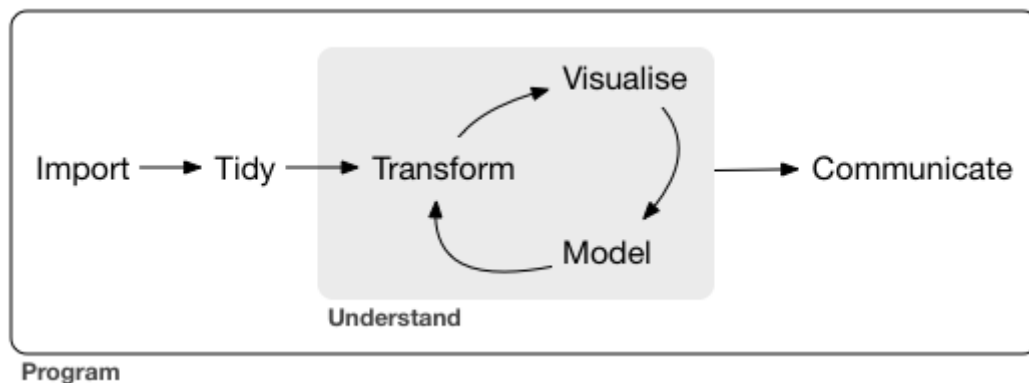 Visualise
Import
Tidy
Transform
Communicate
Model
Understand
Program